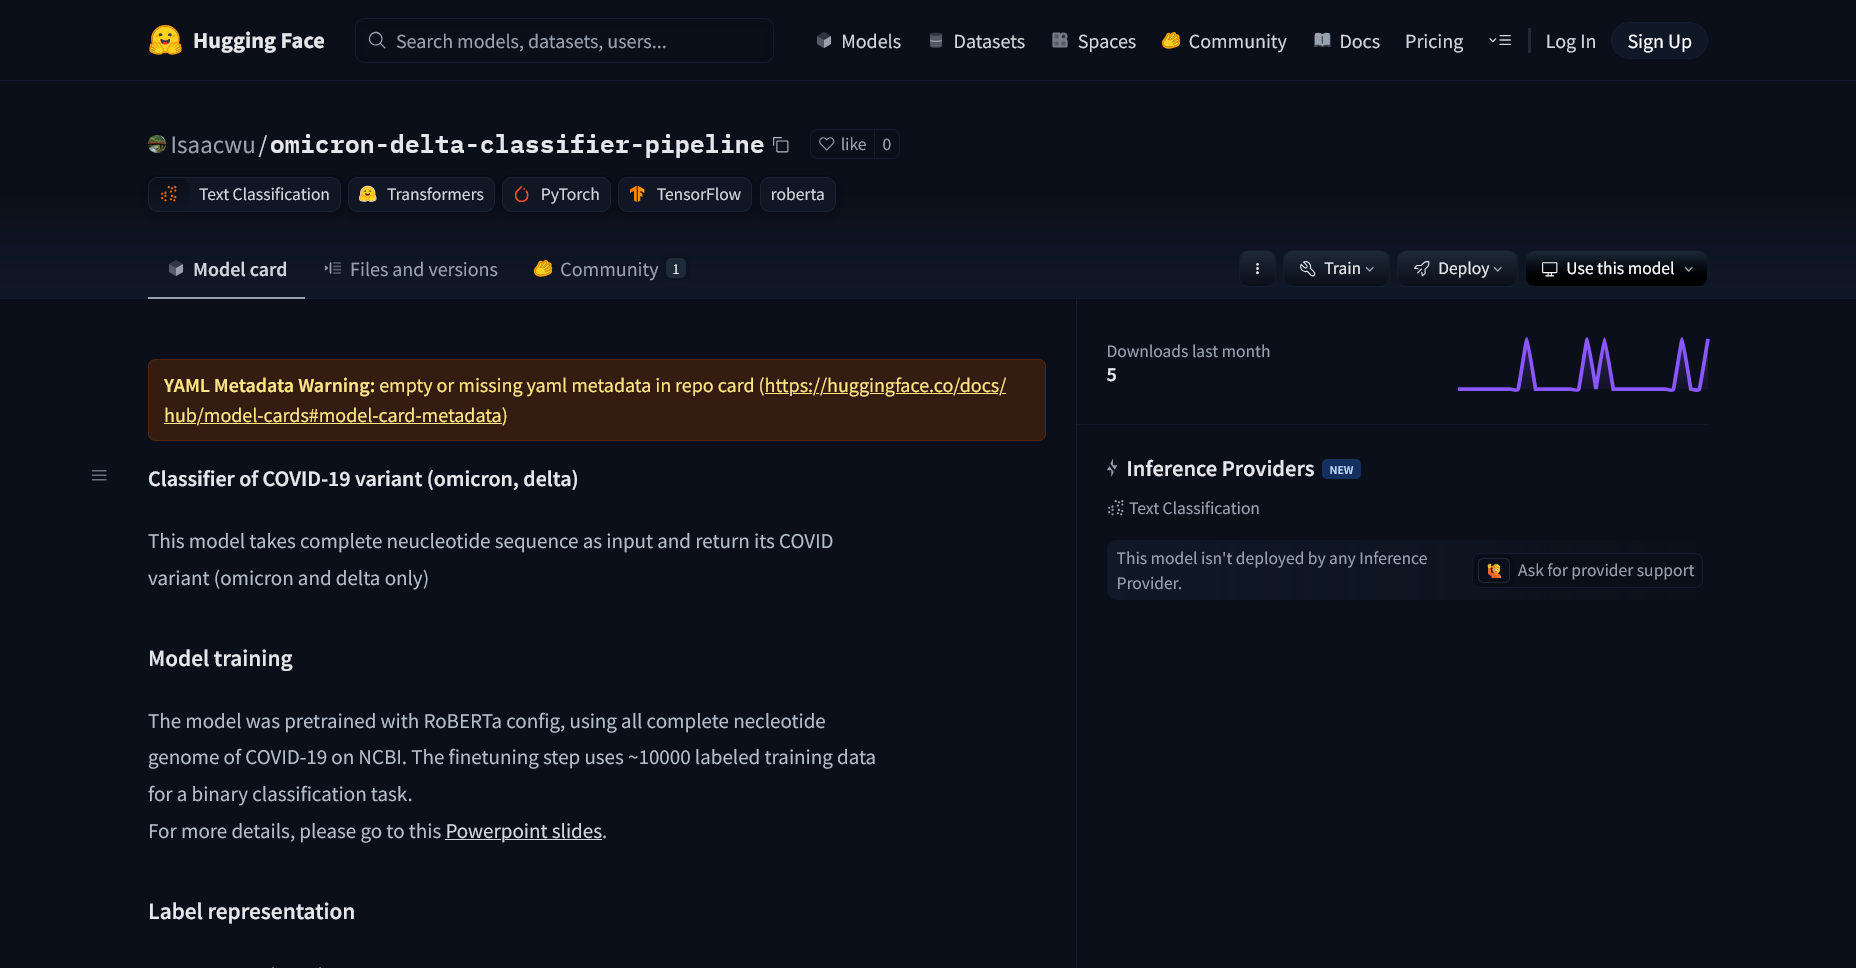 Hugging Face
Search models, datasets, users...
Models
Datasets
Spaces
Community
Docs
Pricing
Log In
Sign Up
Isaacwu/omicron-delta-classifier-pipeline
like 0
Text Classification
Transformers
PyTorch
TensorFlow
roberta
Model card
Files and versions
Community 1
Train
Deploy
Use this model
YAML Metadata Warning: empty or missing yaml metadata in repo card (https://huggingface.co/docs/
hub/model-cards#model-card-metadata)
Classifier of COVID-19 variant (omicron, delta)
This model takes complete neucleotide sequence as input and return its COVID
variant (omicron and delta only)
Model training
The model was pretrained with RoBERTa config, using all complete necleotide
genome of COVID-19 on NCBI. The finetuning step uses ~10000 labeled training data
for a binary classification task.
For more details, please go to this Powerpoint slides.
Label representation
Downloads last month
5
Inference Providers NEW
Text Classification
This model isn't deployed by any Inference
Provider.
Ask for provider support